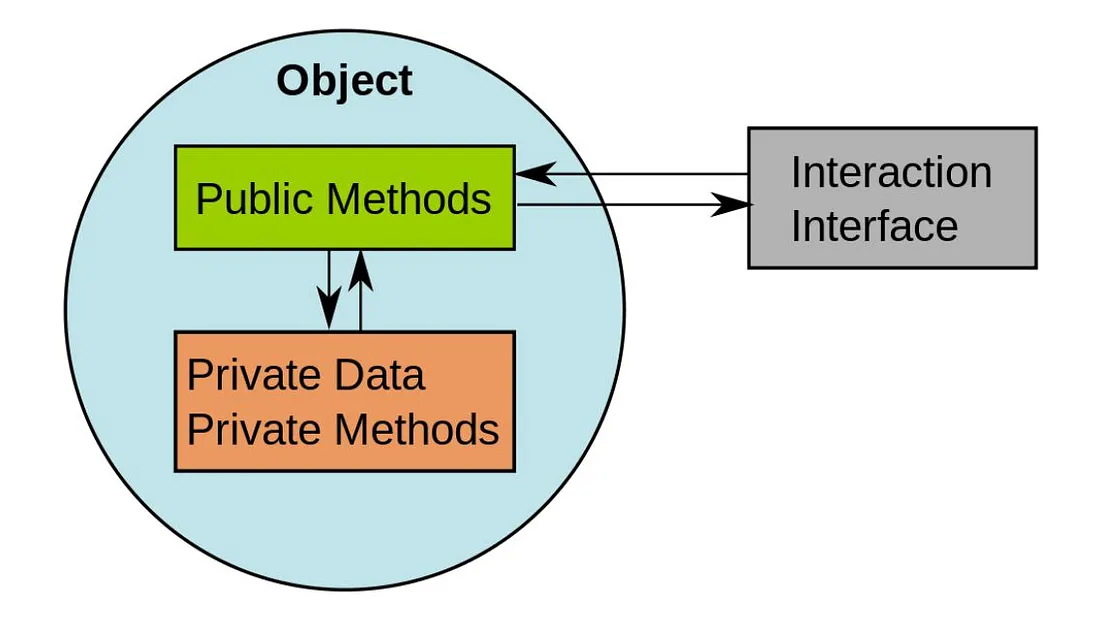 Object
Public Methods
Interaction
Interface
Private Data
Private Methods